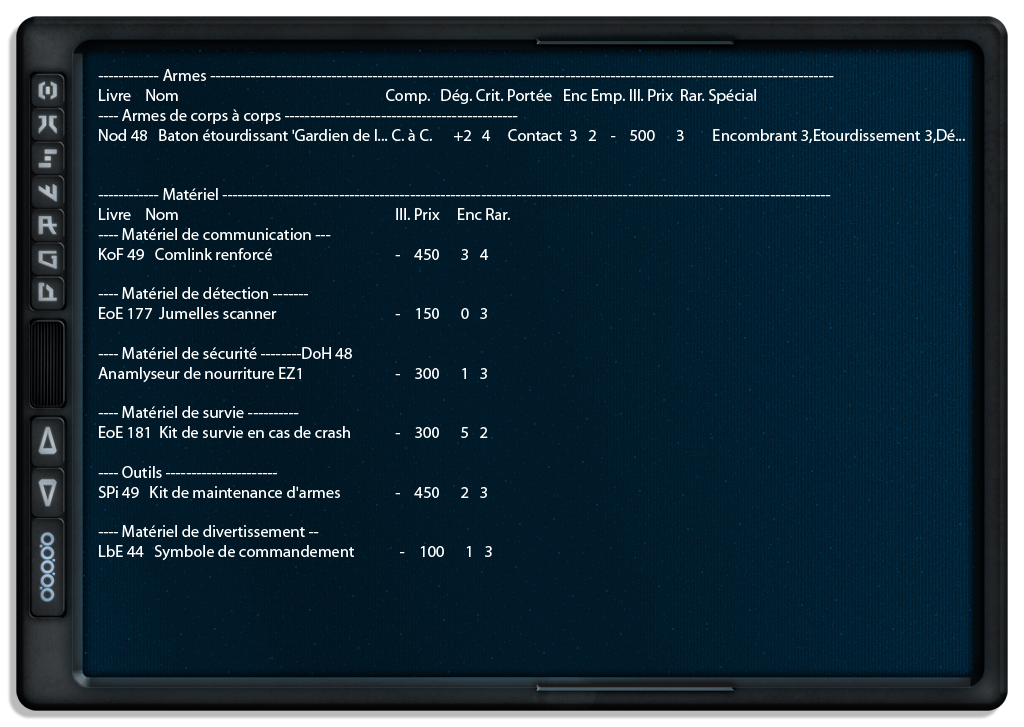 ------------ Armes ----------------------------------------------------------------------------------------------------------------------------
Livre Nom Comp. Dég. Crit. Portée Enc Emp. Ill. Prix Rar. Spécial
---- Armes de corps à corps -----------------------------------------------
Nod 48 Baton étourdissant 'Gardien de l... C. à C. +2 4 Contact 3 2 - 500 3 Encombrant 3,Etourdissement 3,Dé...
------------ Matériel -------------------------------------------------------------------------------------------------------------------------
Livre Nom Ill. Prix Enc Rar.
---- Matériel de communication ---
KoF 49 Comlink renforcé - 450 3 4
---- Matériel de détection -------
EoE 177 Jumelles scanner - 150 0 3
---- Matériel de sécurité --------DoH 48
Anamlyseur de nourriture EZ1 - 300 1 3
---- Matériel de survie ----------
EoE 181 Kit de survie en cas de crash - 300 5 2
---- Outils ----------------------
SPi 49 Kit de maintenance d'armes - 450 2 3
---- Matériel de divertissement --
LbE 44 Symbole de commandement - 100 1 3